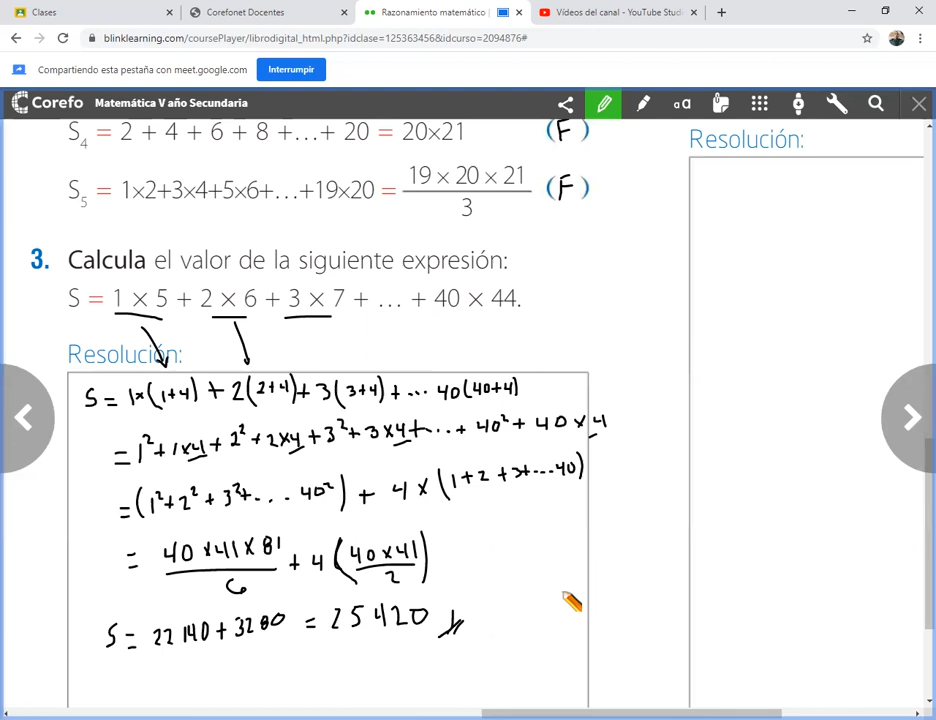 Clases
Corefonet Docentes
Razonamiento matemático
Vídeos del canal - YouTube Stud
blinklearning.com/coursePlayer/librodigital_html.php?idclase=125363456&idcurso=2094876#
Compartiendo esta pestaña con meet.google.com
Interrumpir
Corefo
Matemática V año Secundaria
aA
S₄ = 2 + 4 + 6 + 8 +...+ 20 = 20×21 (F)
Resolución:
S₅ = 1×2+3×4+5×6+...+19×20 = 19 × 20 × 21 / 3 (F)
3. Calcula el valor de la siguiente expresión:
S = 1 × 5 + 2 × 6 + 3 × 7 + ... + 40 × 44.
Resolución:
S = 1×(1+4) + 2(2+4)+3(3+4)+... 40(40+4)
= 1²+1×4+2²+2×4+3²+3×4+...+40²+40×4
= (1²+2²+3²+... 40²) + 4×(1+2+3+...40)
= 40×41×81 / 6 + 4(40×41 / 2)
S = 22140+3280 = 25420